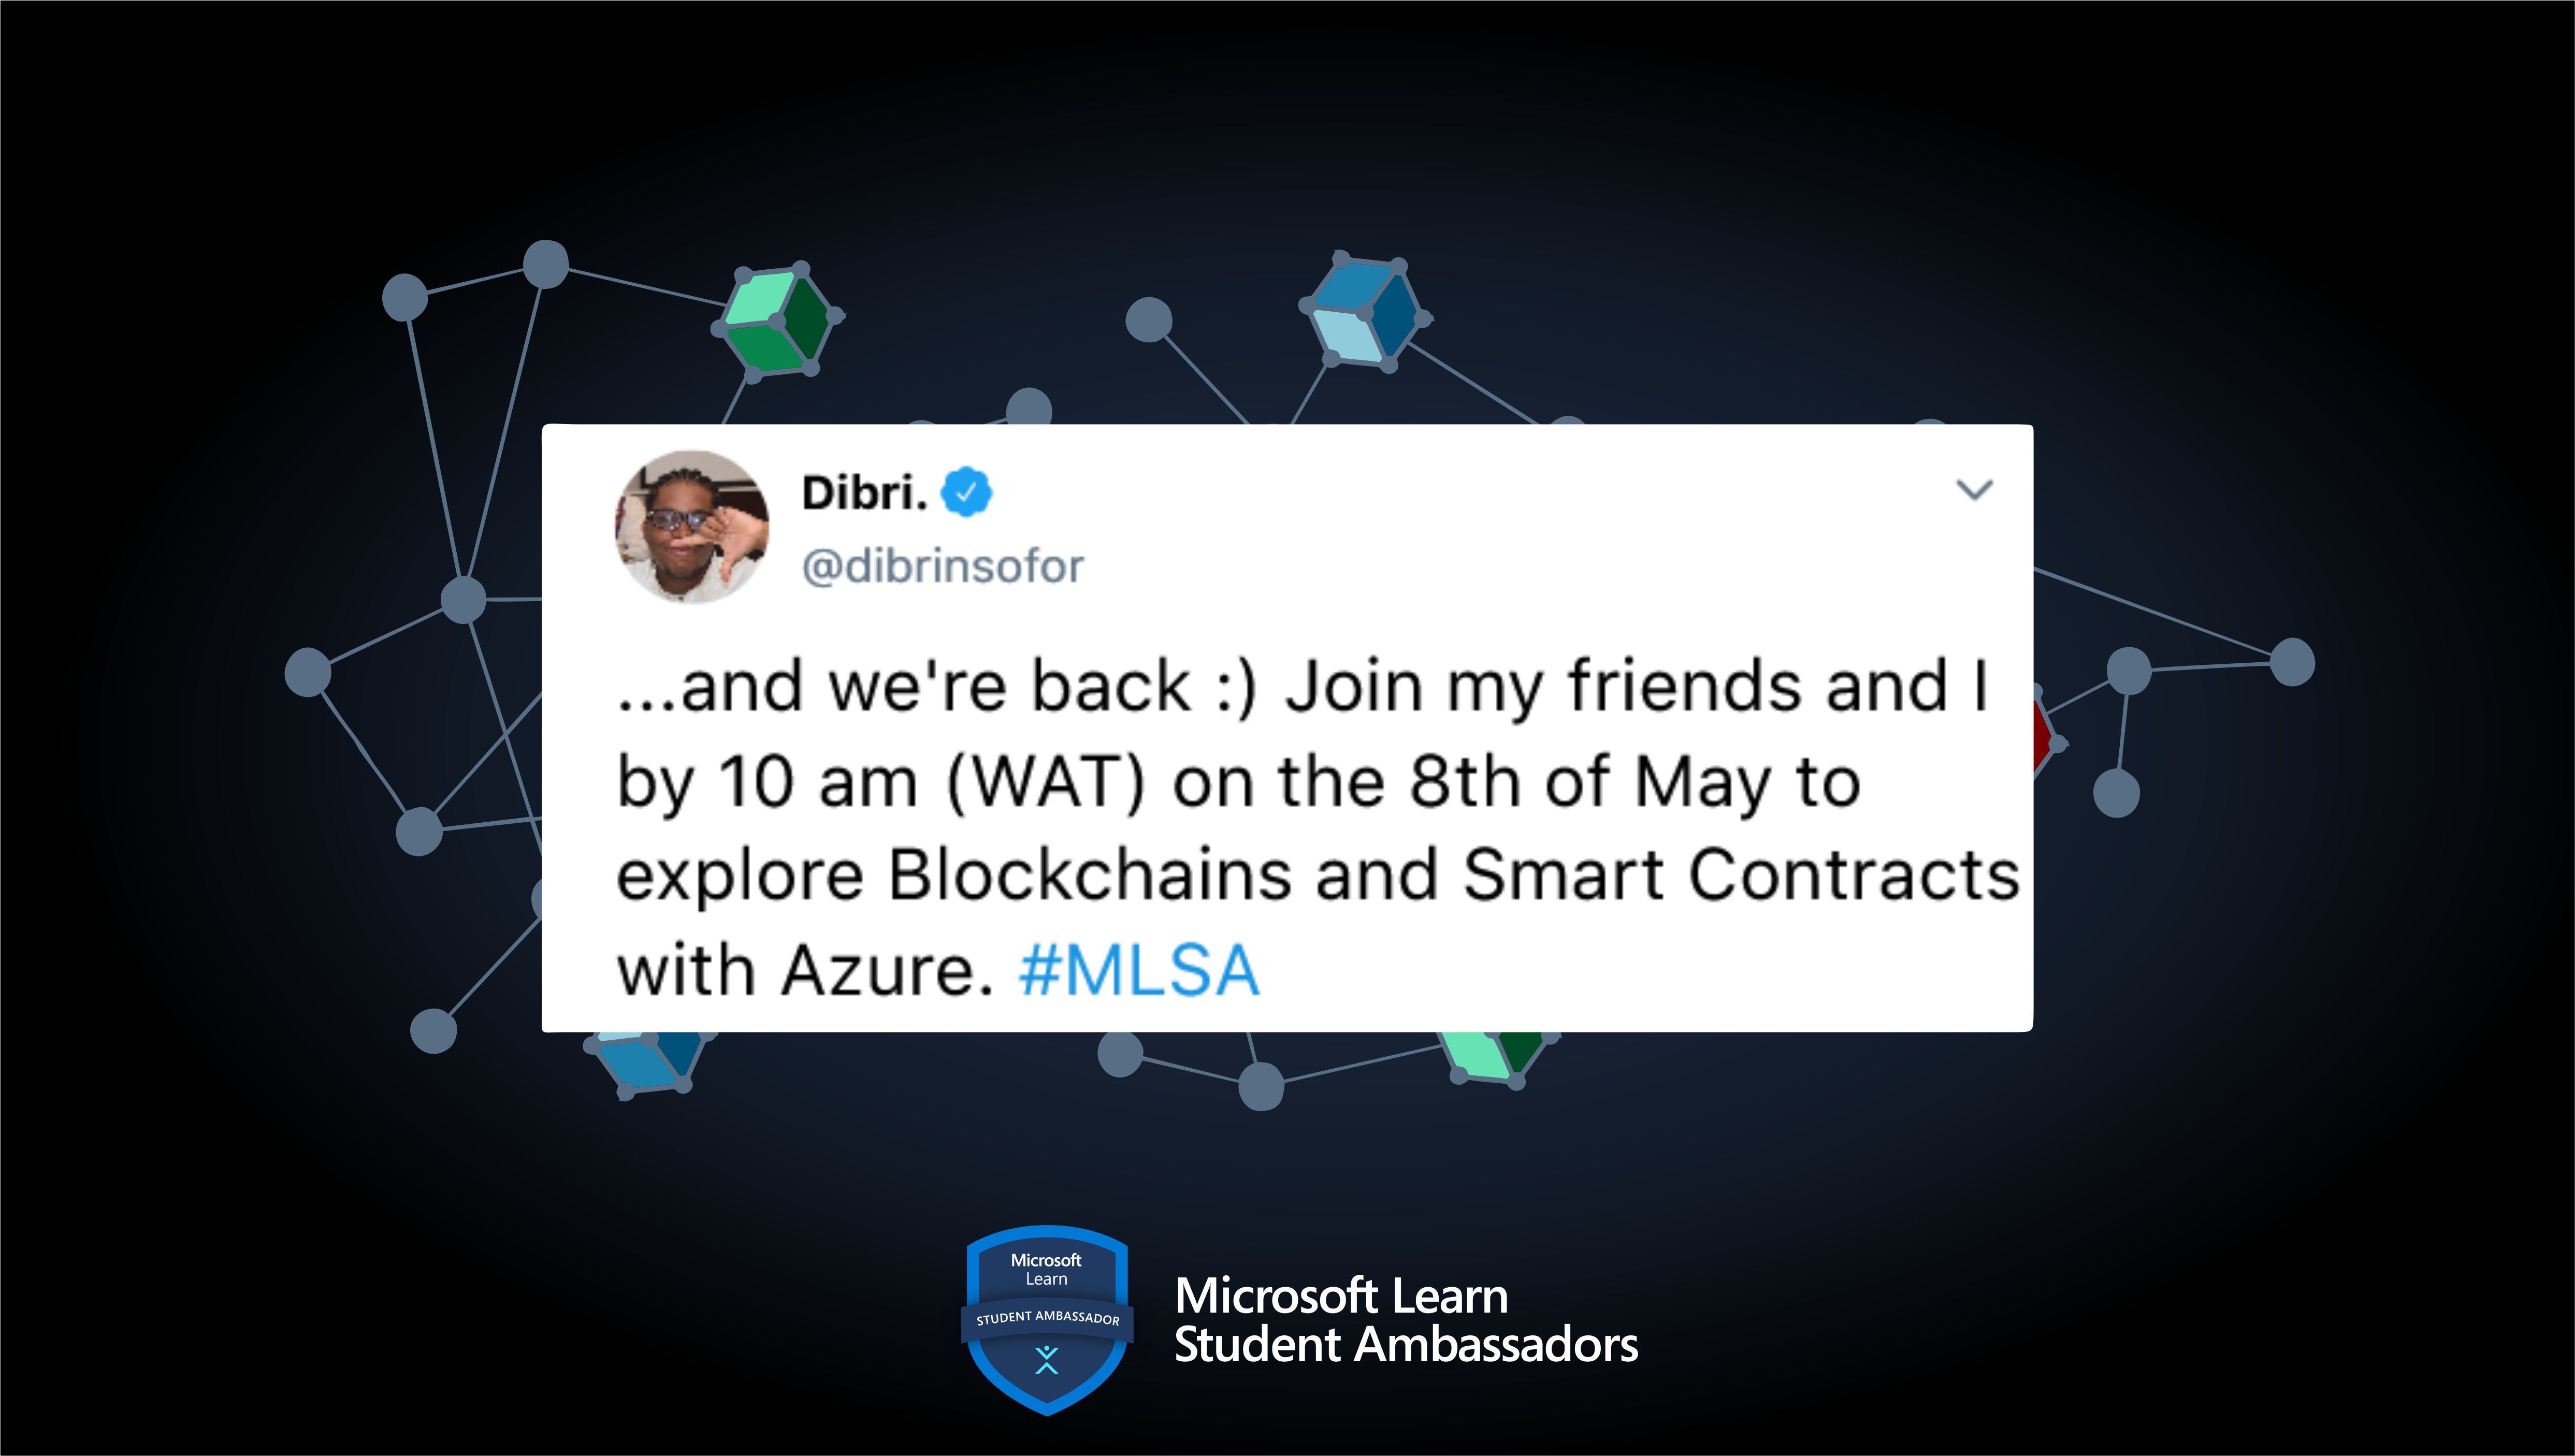 Dibri.
@dibrinsofor
...and we're back :) Join my friends and I
by 10 am (WAT) on the 8th of May to
explore Blockchains and Smart Contracts
with Azure. #MLSA
Microsoft
Learn
STUDENT AMBASSADOR
Microsoft Learn
Student Ambassadors